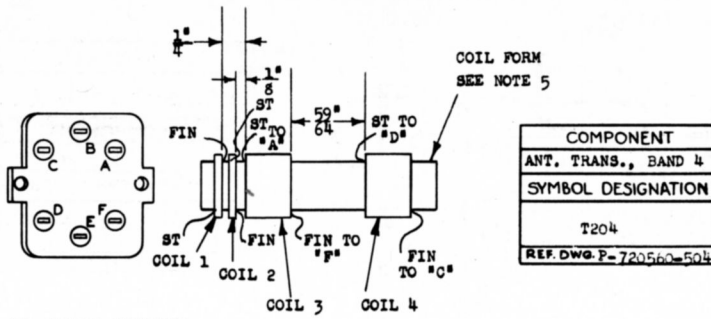 1"
4
1"
8
ST
FIN
ST TO "A"
59"
64
ST TO "D"
COIL FORM
SEE NOTE 5
B
C
A
D
F
E
ST
COIL 1
FIN
COIL 2
FIN TO "F"
COIL 3
COIL 4
FIN TO "C"
COMPONENT
ANT. TRANS., BAND 4
SYMBOL DESIGNATION
T204
REF. DWG. P-720560-504